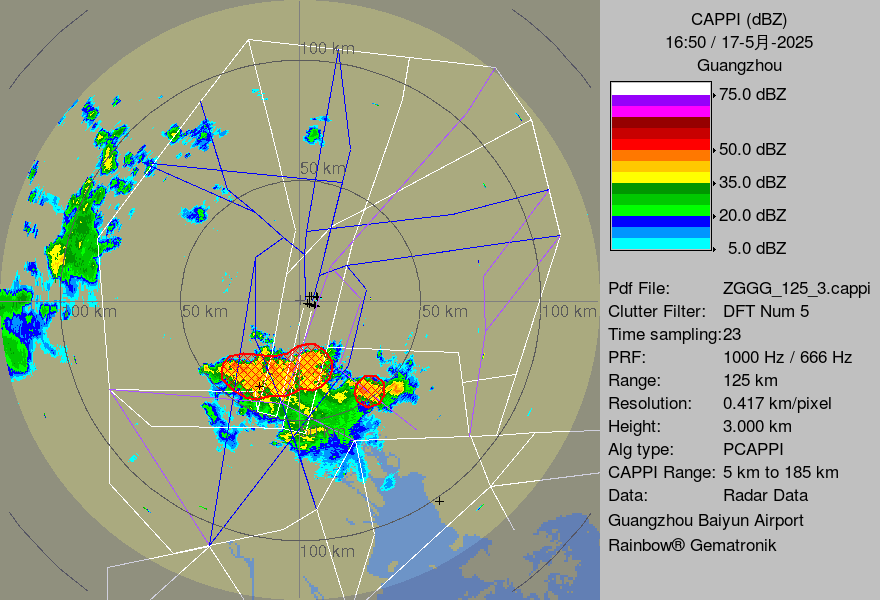 CAPPI (dBZ)
16:50 / 17-5月-2025
Guangzhou
75.0 dBZ
50.0 dBZ
35.0 dBZ
20.0 dBZ
5.0 dBZ
Pdf File: ZGGG_125_3.cappi
Clutter Filter: DFT Num 5
Time sampling:23
PRF: 1000 Hz / 666 Hz
Range: 125 km
Resolution: 0.417 km/pixel
Height: 3.000 km
Alg type: PCAPPI
CAPPI Range: 5 km to 185 km
Data: Radar Data
Guangzhou Baiyun Airport
Rainbow® Gematronik
100 km
50 km
100 km
50 km
50 km
100 km
50 km
100 km